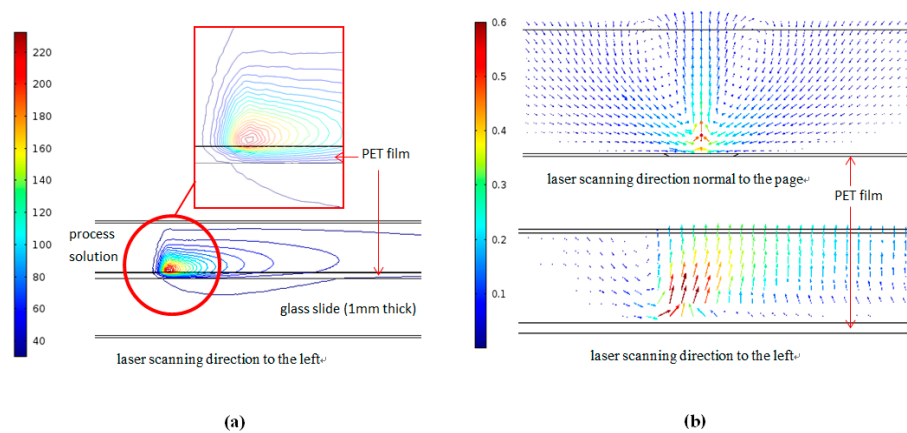 220
200
180
160
140
120
100
80
60
40
PET film
process
solution
glass slide (1mm thick)
laser scanning direction to the left
(a)
0.6
0.5
0.4
0.3
0.2
0.1
laser scanning direction normal to the page
PET film
laser scanning direction to the left
(b)